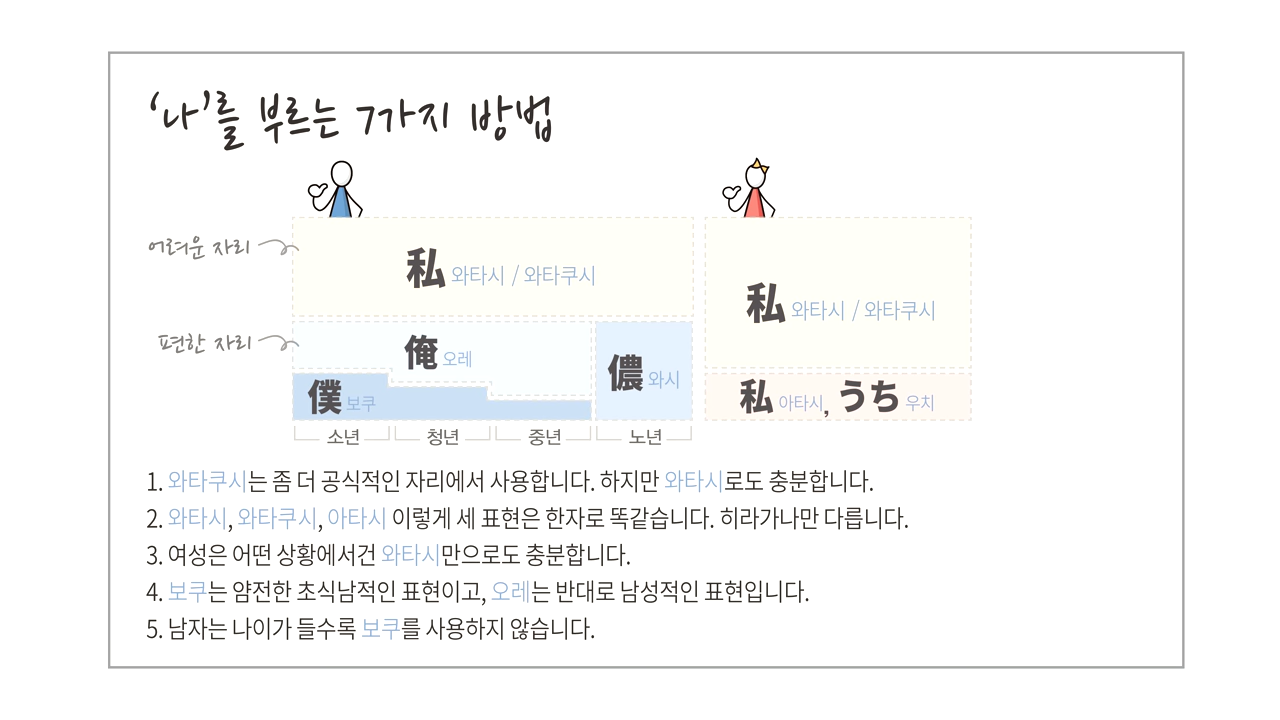 ‘나’를 부르는 7가지 방법
어려운 자리
私 와타시 / 와타쿠시
私 와타시 / 와타쿠시
편한 자리
俺 오레
儂 와시
僕 보쿠
私 아타시, うち 우치
소년 청년 중년 노년
1. 와타쿠시는 좀 더 공식적인 자리에서 사용합니다. 하지만 와타시로도 충분합니다.
2. 와타시, 와타쿠시, 아타시 이렇게 세 표현은 한자로 똑같습니다. 히라가나만 다릅니다.
3. 여성은 어떤 상황에서건 와타시만으로도 충분합니다.
4. 보쿠는 얌전한 초식남적인 표현이고, 오레는 반대로 남성적인 표현입니다.
5. 남자는 나이가 들수록 보쿠를 사용하지 않습니다.